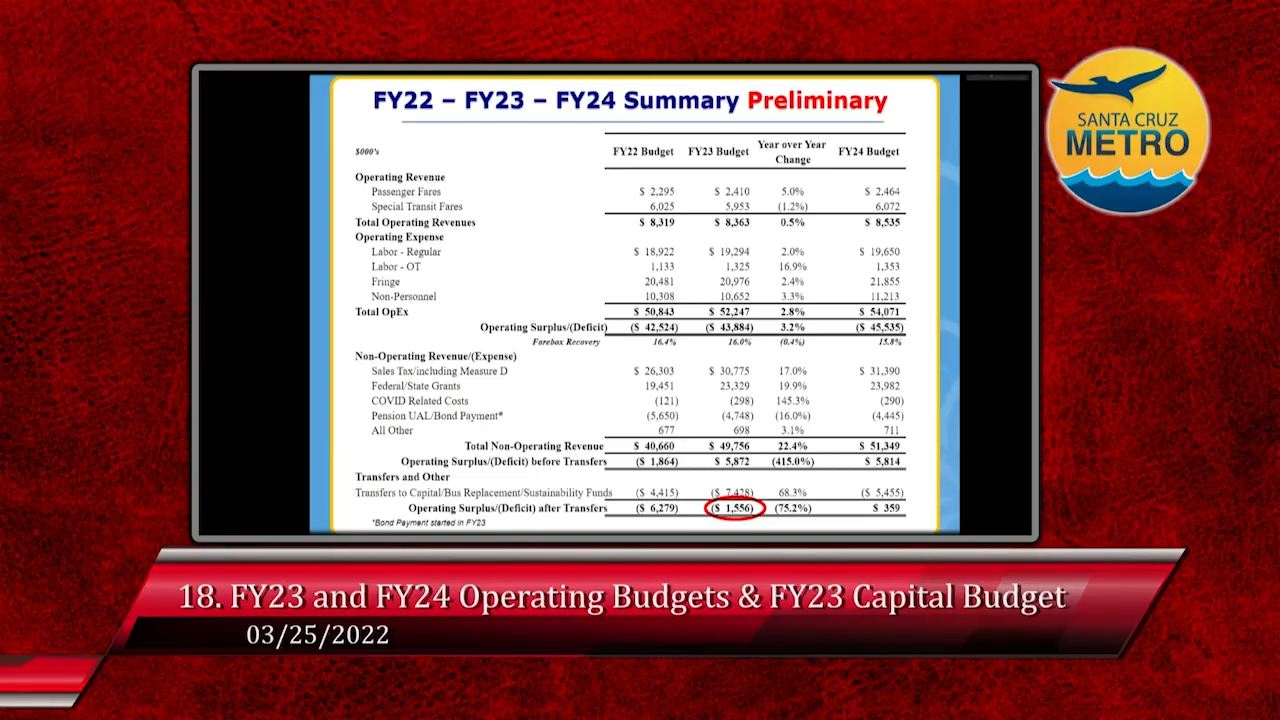 FY22 – FY23 – FY24 Summary Preliminary
$000's FY22 Budget FY23 Budget Year over Year Change FY24 Budget
Operating Revenue
Passenger Fares $ 2,295 $ 2,410 5.0% $ 2,464
Special Transit Fares 6,025 5,953 (1.2%) 6,072
Total Operating Revenues $ 8,319 $ 8,363 0.5% $ 8,535
Operating Expense
Labor - Regular $ 18,922 $ 19,294 2.0% $ 19,650
Labor - OT 1,133 1,325 16.9% 1,353
Fringe 20,481 20,976 2.4% 21,855
Non-Personnel 10,308 10,652 3.3% 11,213
Total OpEx $ 50,843 $ 52,247 2.8% $ 54,071
Operating Surplus/(Deficit) ($ 42,524) ($ 43,884) 3.2% ($ 45,535)
Farebox Recovery 16.4% 16.0% (0.4%) 15.8%
Non-Operating Revenue/(Expense)
Sales Tax/including Measure D $ 26,303 $ 30,775 17.0% $ 31,390
Federal/State Grants 19,451 23,329 19.9% 23,982
COVID Related Costs (121) (298) 145.3% (290)
Pension UAL/Bond Payment* (5,650) (4,748) (16.0%) (4,445)
All Other 677 698 3.1% 711
Total Non-Operating Revenue $ 40,660 $ 49,756 22.4% $ 51,349
Operating Surplus/(Deficit) before Transfers ($ 1,864) $ 5,872 (415.0%) $ 5,814
Transfers and Other
Transfers to Capital/Bus Replacement/Sustainability Funds ($ 4,415) ($ 7,428) 68.3% ($ 5,455)
Operating Surplus/(Deficit) after Transfers ($ 6,279) ($ 1,556) (75.2%) $ 359
*Bond Payment started in FY23
SANTA CRUZ
METRO
18. FY23 and FY24 Operating Budgets & FY23 Capital Budget
03/25/2022